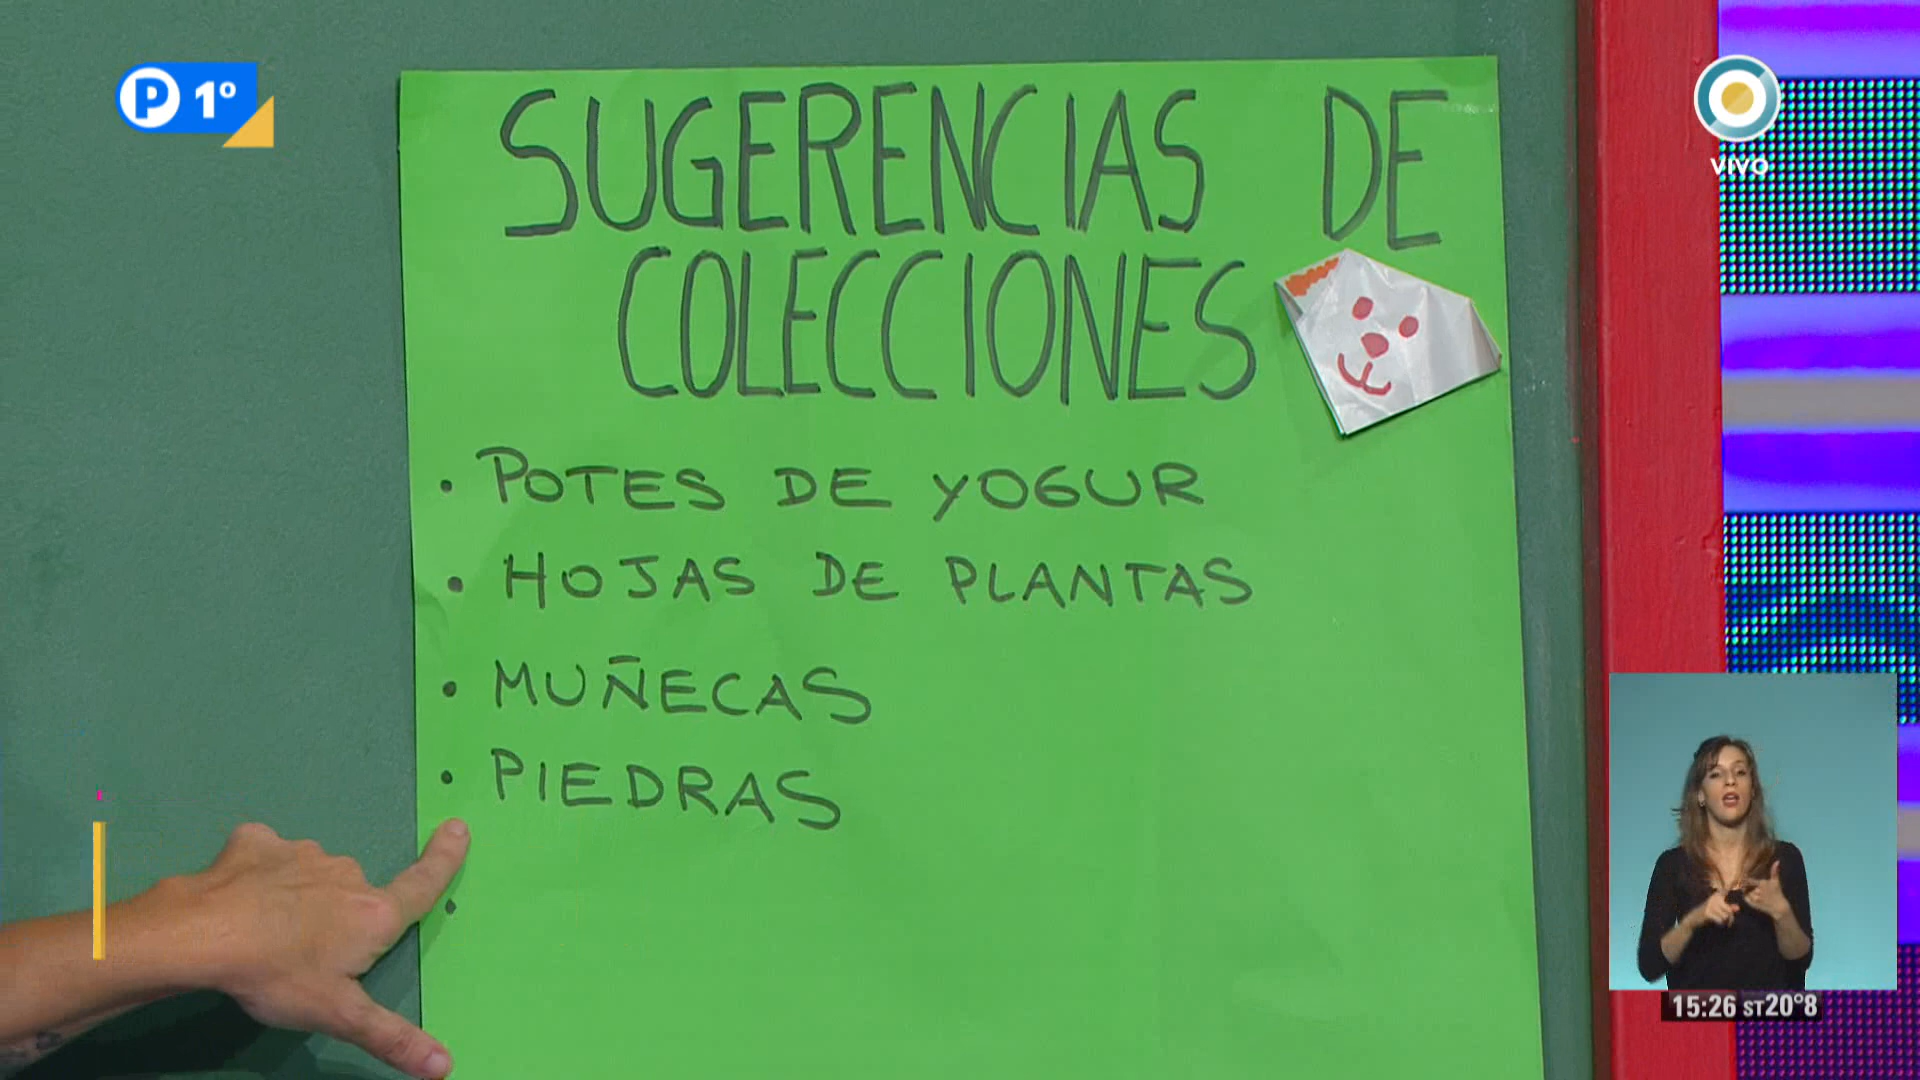 P 1°
VIVO
SUGERENCIAS DE
COLECCIONES
• POTES DE YOGUR
• HOJAS DE PLANTAS
• MUÑECAS
• PIEDRAS
•
15:26 ST20°8